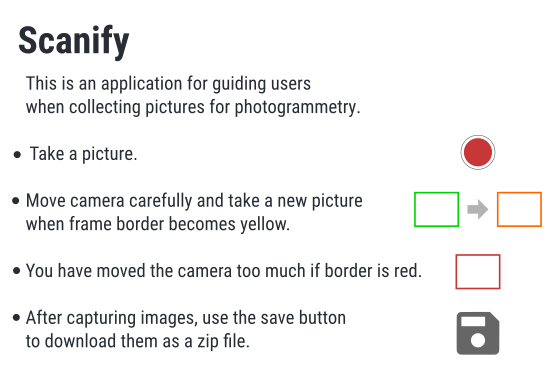 Scanify
This is an application for guiding users
when collecting pictures for photogrammetry.
• Take a picture.
• Move camera carefully and take a new picture
when frame border becomes yellow.
• You have moved the camera too much if border is red.
• After capturing images, use the save button
to download them as a zip file.